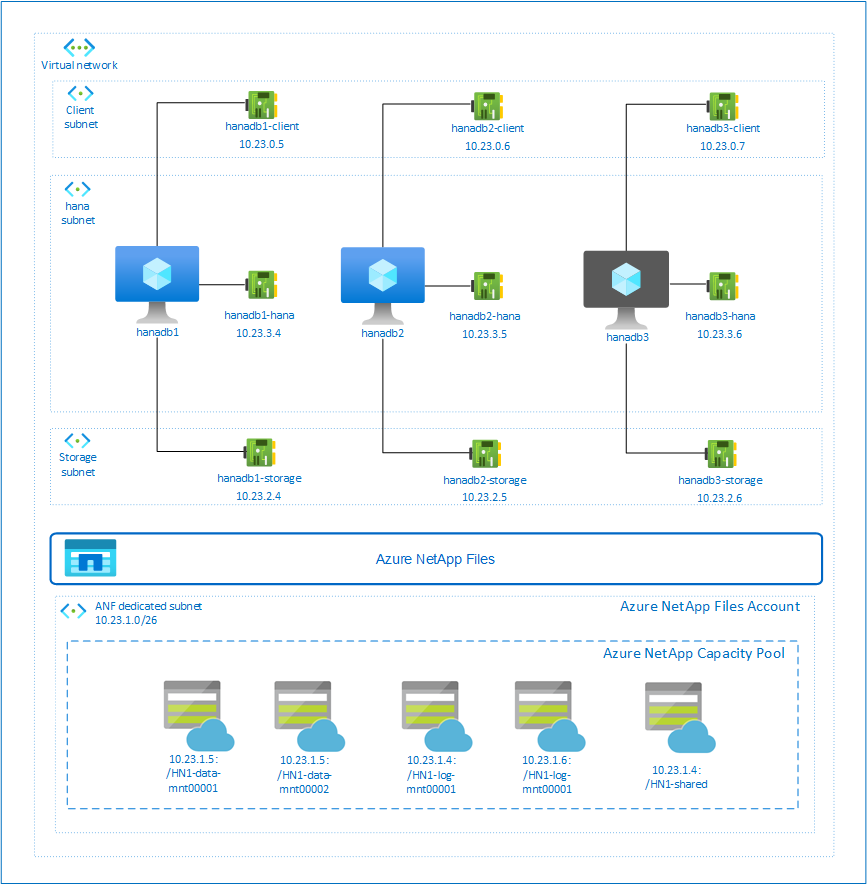 Virtual network
Client
subnet
hanadb1-client
10.23.0.5
hanadb2-client
10.23.0.6
hanadb3-client
10.23.0.7
hana
subnet
hanadb1
hanadb1-hana
10.23.3.4
hanadb2
hanadb2-hana
10.23.3.5
hanadb3
hanadb3-hana
10.23.3.6
Storage
subnet
hanadb1-storage
10.23.2.4
hanadb2-storage
10.23.2.5
hanadb3-storage
10.23.2.6
Azure NetApp Files
ANF dedicated subnet
10.23.1.0/26
Azure NetApp Files Account
Azure NetApp Capacity Pool
10.23.1.5:
/HN1-data-
mnt00001
10.23.1.5:
/HN1-data-
mnt00002
10.23.1.4:
/HN1-log-
mnt00001
10.23.1.6:
/HN1-log-
mnt00001
10.23.1.4:
/HN1-shared